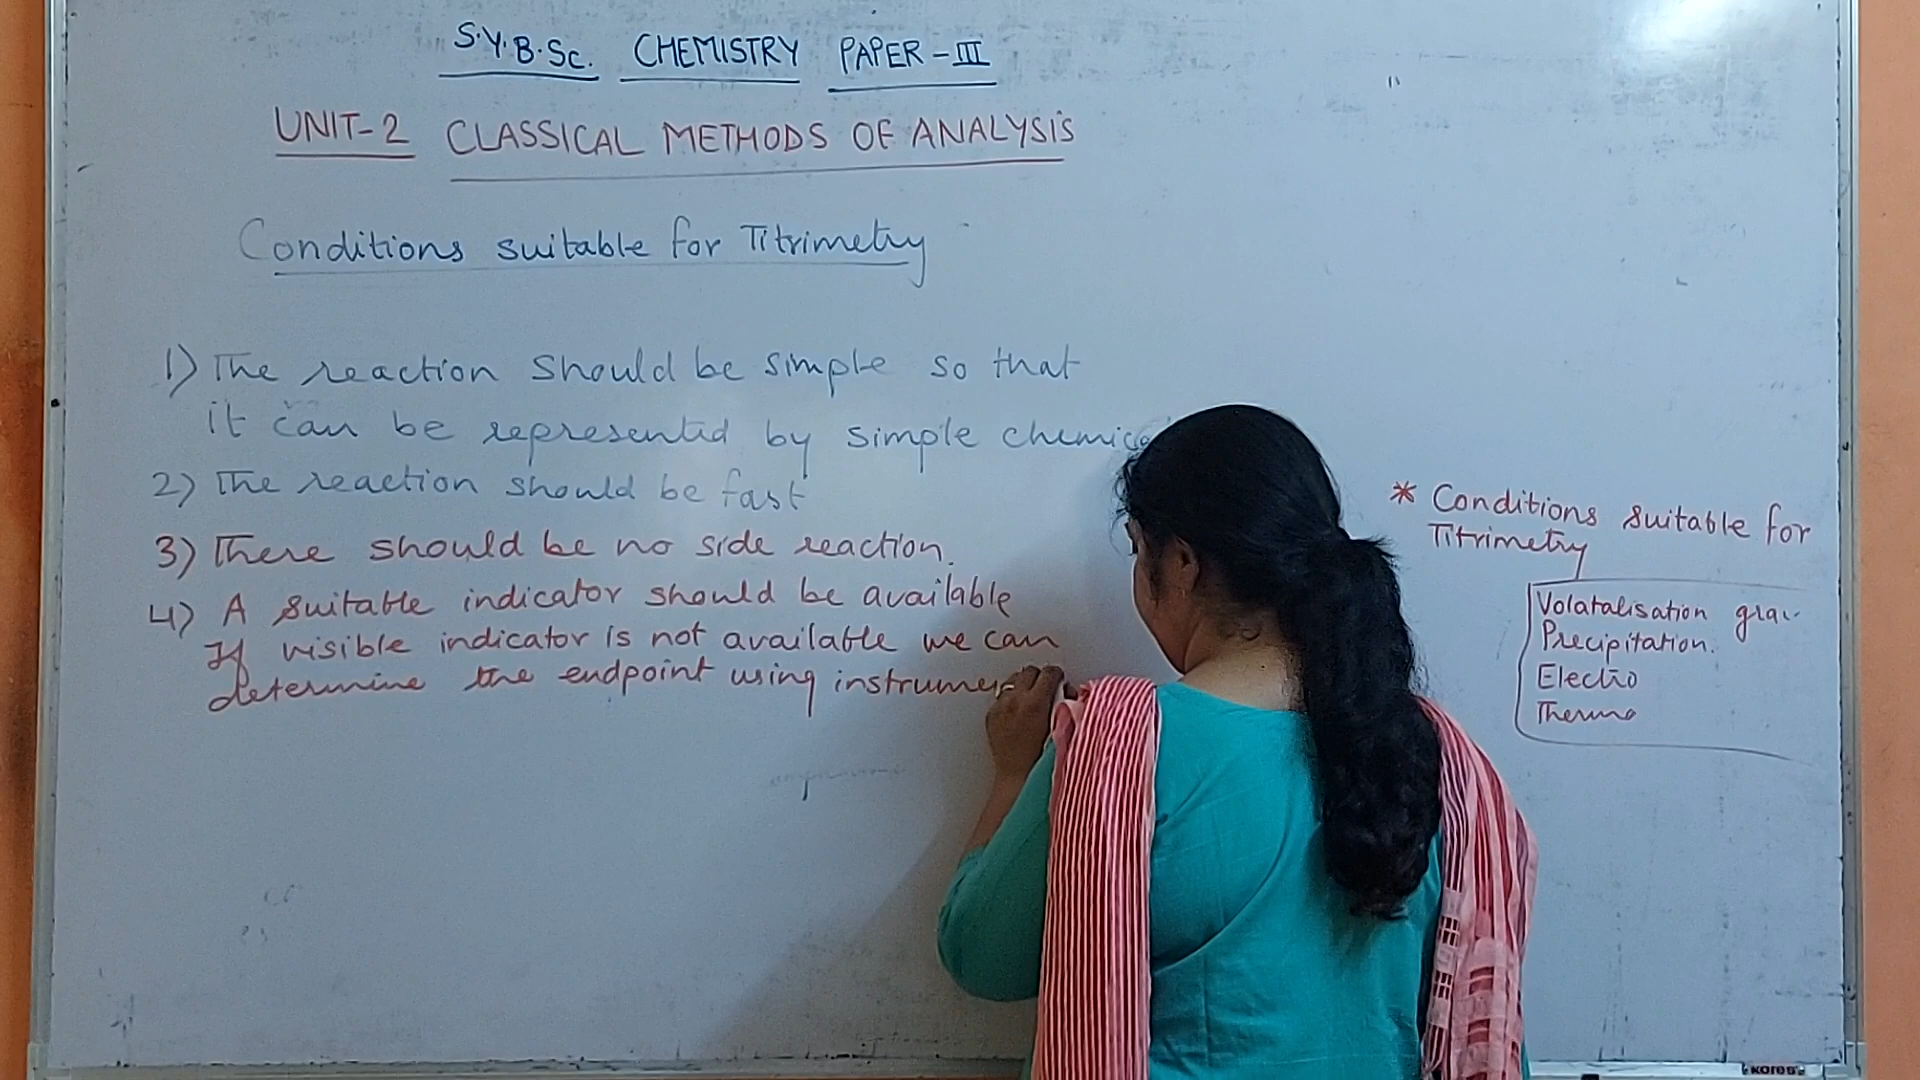 S.Y.B.Sc. CHEMISTRY PAPER-III
UNIT-2 CLASSICAL METHODS OF ANALYSIS
Conditions suitable for Titrimetry
1) The reaction should be simple so that
it can be represented by simple chemica
2) The reaction should be fast
3) There should be no side reaction.
4) A suitable indicator should be available
If visible indicator is not available we can
determine the endpoint using instrume
* Conditions suitable for
Titrimetry
Volatalisation grav
Precipitation.
Electro
Thermo
KORES